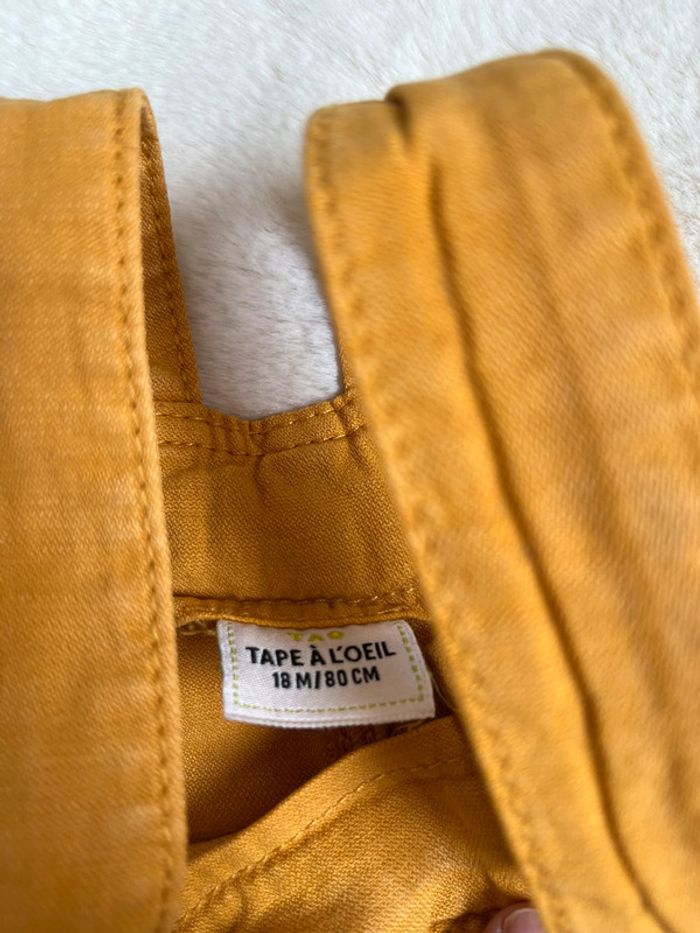 TAO
TAPE À L'OEIL
18 M/80 CM